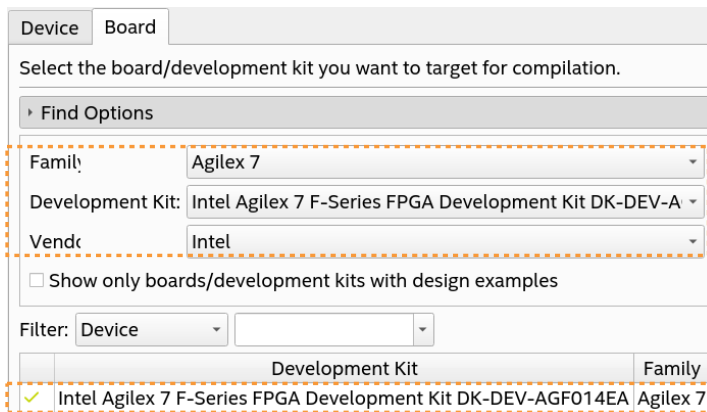 Device Board
Select the board/development kit you want to target for compilation.
Find Options
Agilex 7
Development Kit: Intel Agilex 7 F-Series FPGA Development Kit
Intel
Show only boards/development kits with design examples
Filter: Device
Development Kit Family
Intel Agilex 7 F-Series FPGA Development Kit DK-DEV-AGF014EA Agilex 7